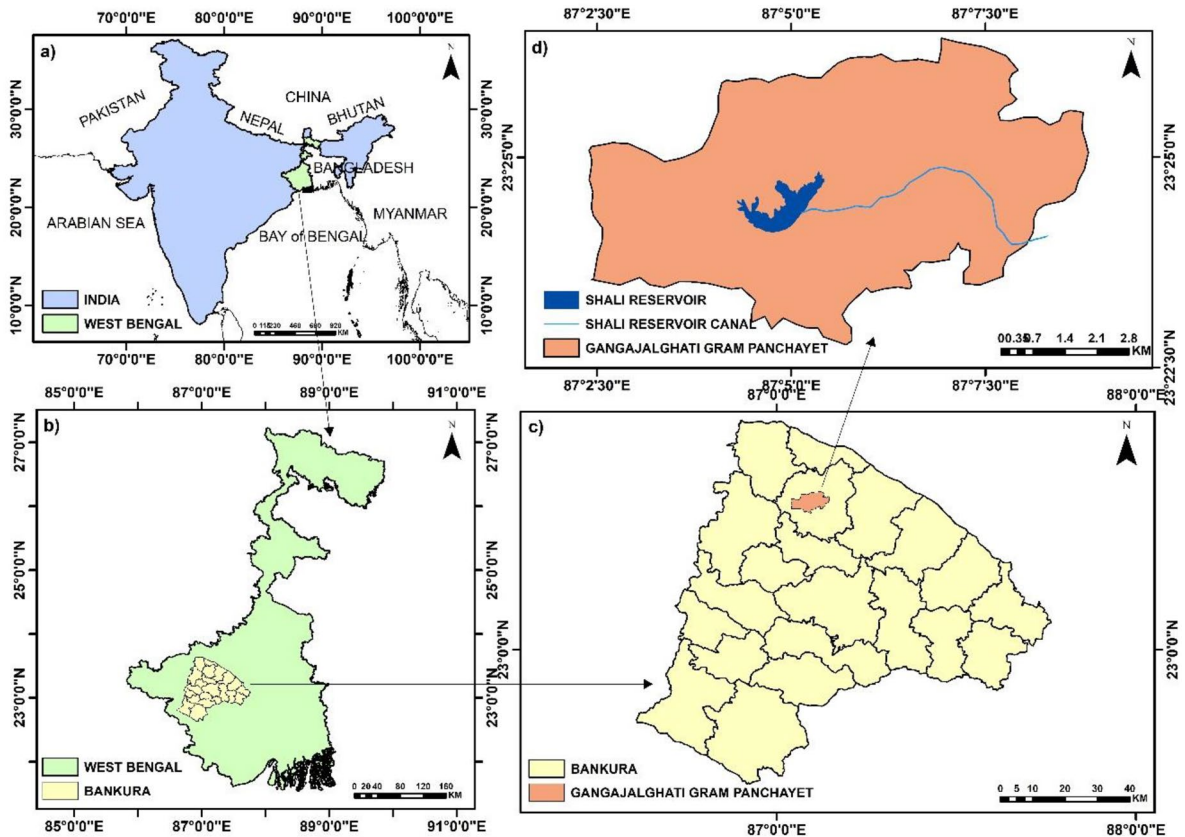 70°0'0"E 80°0'0"E 90°0'0"E 100°0'0"E
a)
N
CHINA
PAKISTAN
NEPAL
BHUTAN
BANGLADESH
ARABIAN SEA
MYANMAR
BAY of BENGAL
INDIA
WEST BENGAL
KM
30°0'0"N
20°0'0"N
10°0'0"N
30°0'0"N
20°0'0"N
10°0'0"N
70°0'0"E 80°0'0"E 90°0'0"E 100°0'0"E
87°2'30"E 87°5'0"E 87°7'30"E
d)
N
23°25'0"N
23°25'0"N
SHALI RESERVOIR
SHALI RESERVOIR CANAL
GANGAJALGHATI GRAM PANCHAYET
00.350.7 1.4 2.1 2.8
KM
23°22'30"N
87°2'30"E 87°5'0"E 87°7'30"E
85°0'0"E 87°0'0"E 88°0'0"E 89°0'0"E 91°0'0"E
b)
N
27°0'0"N
25°0'0"N
23°0'0"N
27°0'0"N
25°0'0"N
23°0'0"N
WEST BENGAL
BANKURA
0 20 40 80 120 160
KM
85°0'0"E 87°0'0"E 89°0'0"E 91°0'0"E
87°0'0"E 88°0'0"E
c)
N
23°0'0"N
23°0'0"N
BANKURA
GANGAJALGHATI GRAM PANCHAYET
0 5 10 20 30 40
KM
87°0'0"E 88°0'0"E